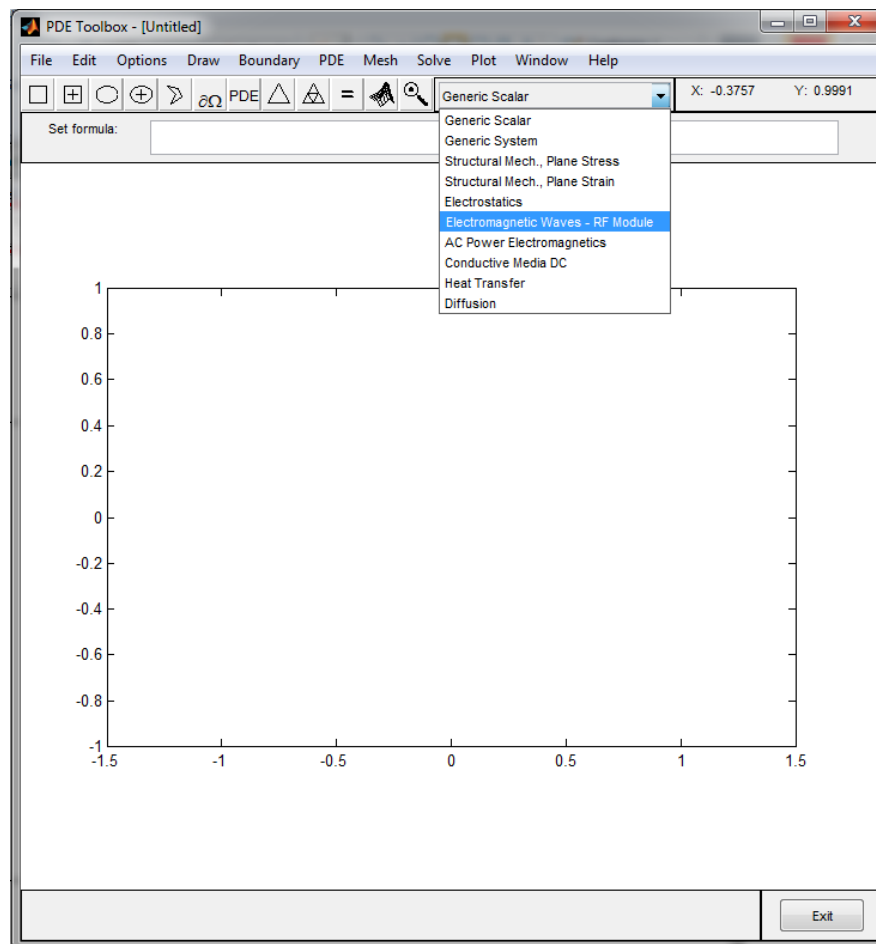 PDE Toolbox - [Untitled]
File Edit Options Draw Boundary PDE Mesh Solve Plot Window Help
∂Ω PDE = Generic Scalar X: -0.3757 Y: 0.9991
Set formula:
Generic Scalar
Generic System
Structural Mech., Plane Stress
Structural Mech., Plane Strain
Electrostatics
Electromagnetic Waves - RF Module
AC Power Electromagnetics
Conductive Media DC
Heat Transfer
Diffusion
1
0.8
0.6
0.4
0.2
0
-0.2
-0.4
-0.6
-0.8
-1
-1.5 -1 -0.5 0 0.5 1 1.5
Exit